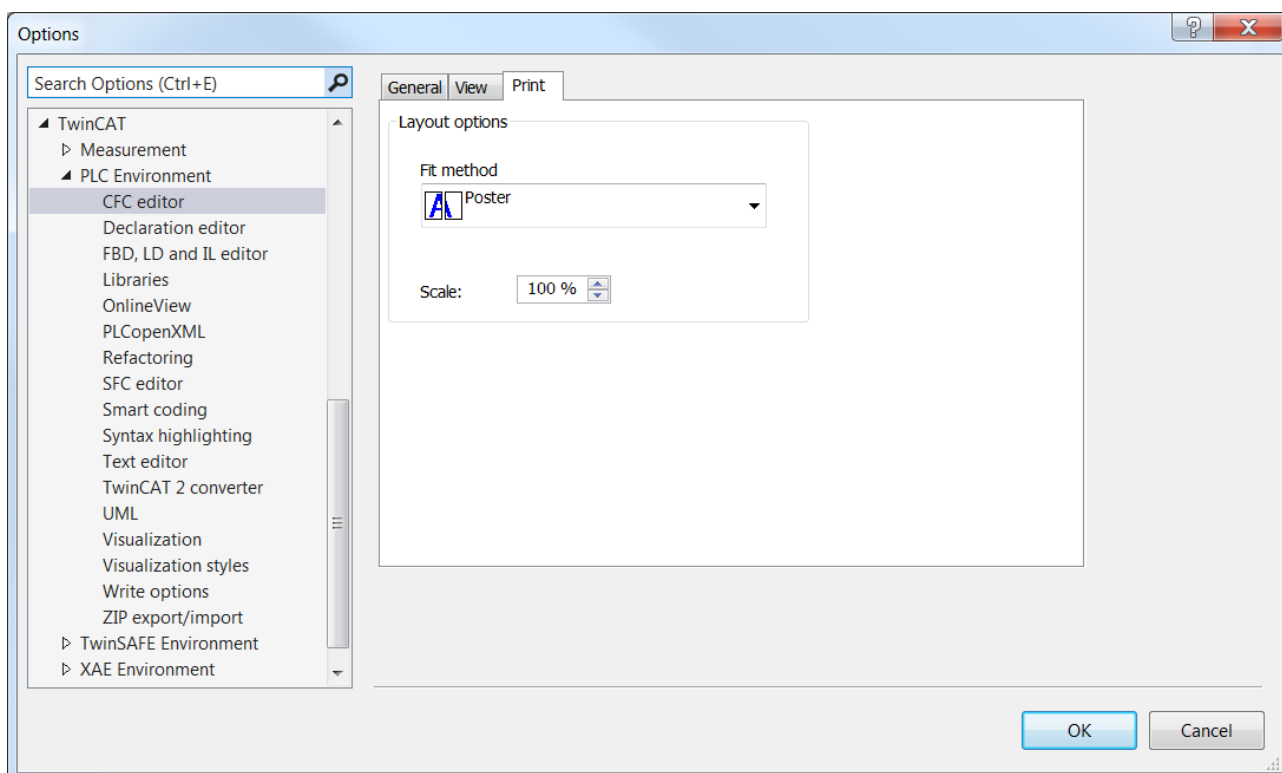 Options
Search Options (Ctrl+E)
TwinCAT
Measurement
PLC Environment
CFC editor
Declaration editor
FBD, LD and IL editor
Libraries
OnlineView
PLCopenXML
Refactoring
SFC editor
Smart coding
Syntax highlighting
Text editor
TwinCAT 2 converter
UML
Visualization
Visualization styles
Write options
ZIP export/import
TwinSAFE Environment
XAE Environment
General View Print
Layout options
Fit method
A Poster
Scale: 100 %
OK Cancel